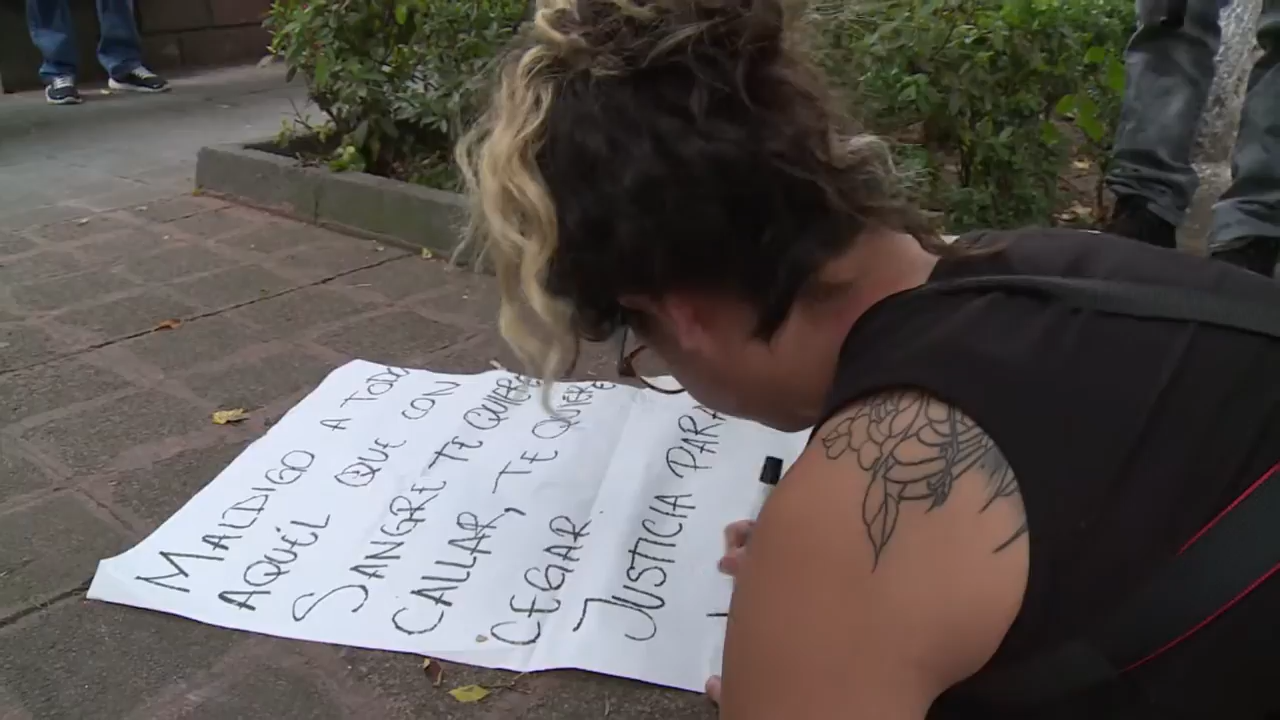 MALDIGO A TODO
AQUÉL QUE CON
SANGRE TE QUIERE
CALLAR, TE QUIERE
CEGAR.
JUSTICIA PARA